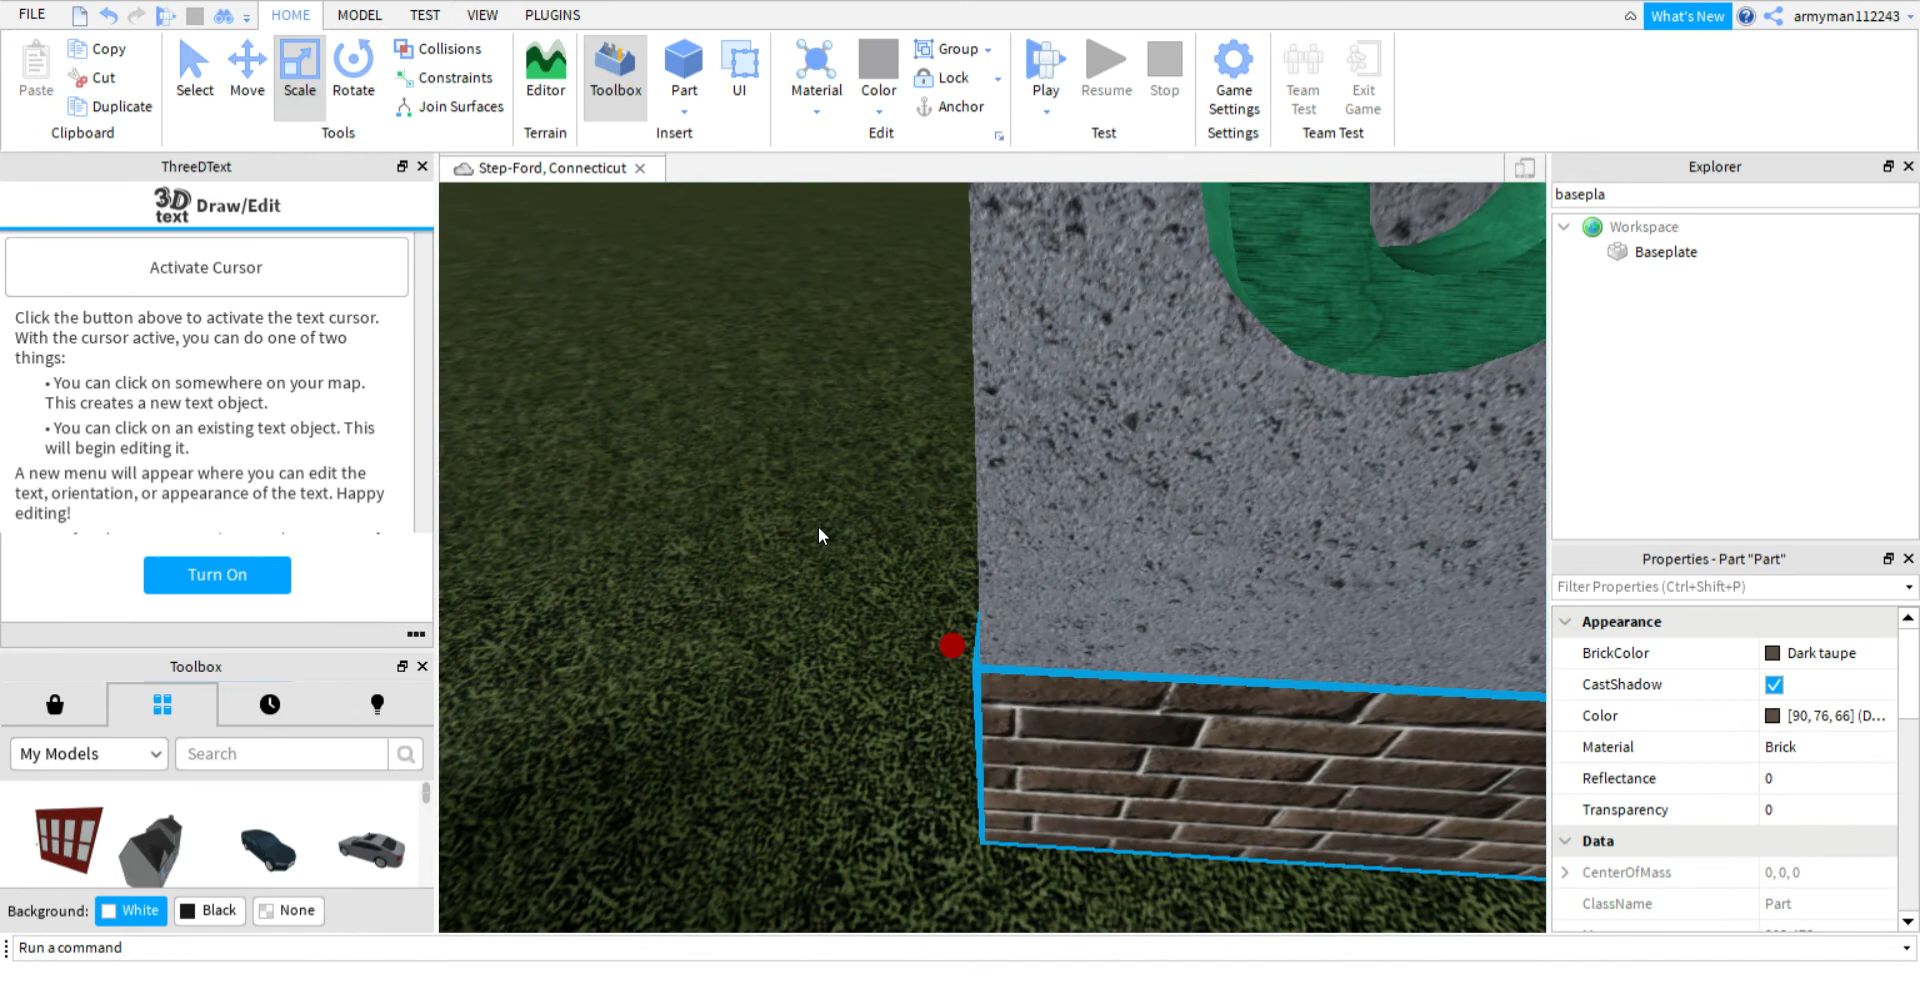 FILE
HOME
MODEL
TEST
VIEW
PLUGINS
What's New
armyman112243
Paste
Copy
Cut
Duplicate
Clipboard
Select
Move
Scale
Rotate
Collisions
Constraints
Join Surfaces
Tools
Editor
Terrain
Toolbox
Part
UI
Insert
Material
Color
Group
Lock
Anchor
Edit
Play
Resume
Stop
Test
Game
Settings
Settings
Team
Test
Exit
Game
Team Test
ThreeDText
3D
text
Draw/Edit
Activate Cursor
Click the button above to activate the text cursor.
With the cursor active, you can do one of two
things:
• You can click on somewhere on your map.
This creates a new text object.
• You can click on an existing text object. This
will begin editing it.
A new menu will appear where you can edit the
text, orientation, or appearance of the text. Happy
editing!
Turn On
Toolbox
My Models
Search
Background:
White
Black
None
Step-Ford, Connecticut
Explorer
basepla
Workspace
Baseplate
Properties - Part "Part"
Filter Properties (Ctrl+Shift+P)
Appearance
BrickColor
Dark taupe
CastShadow
Color
[90, 76, 66] (D...
Material
Brick
Reflectance
0
Transparency
0
Data
CenterOfMass
0, 0, 0
ClassName
Part
Run a command